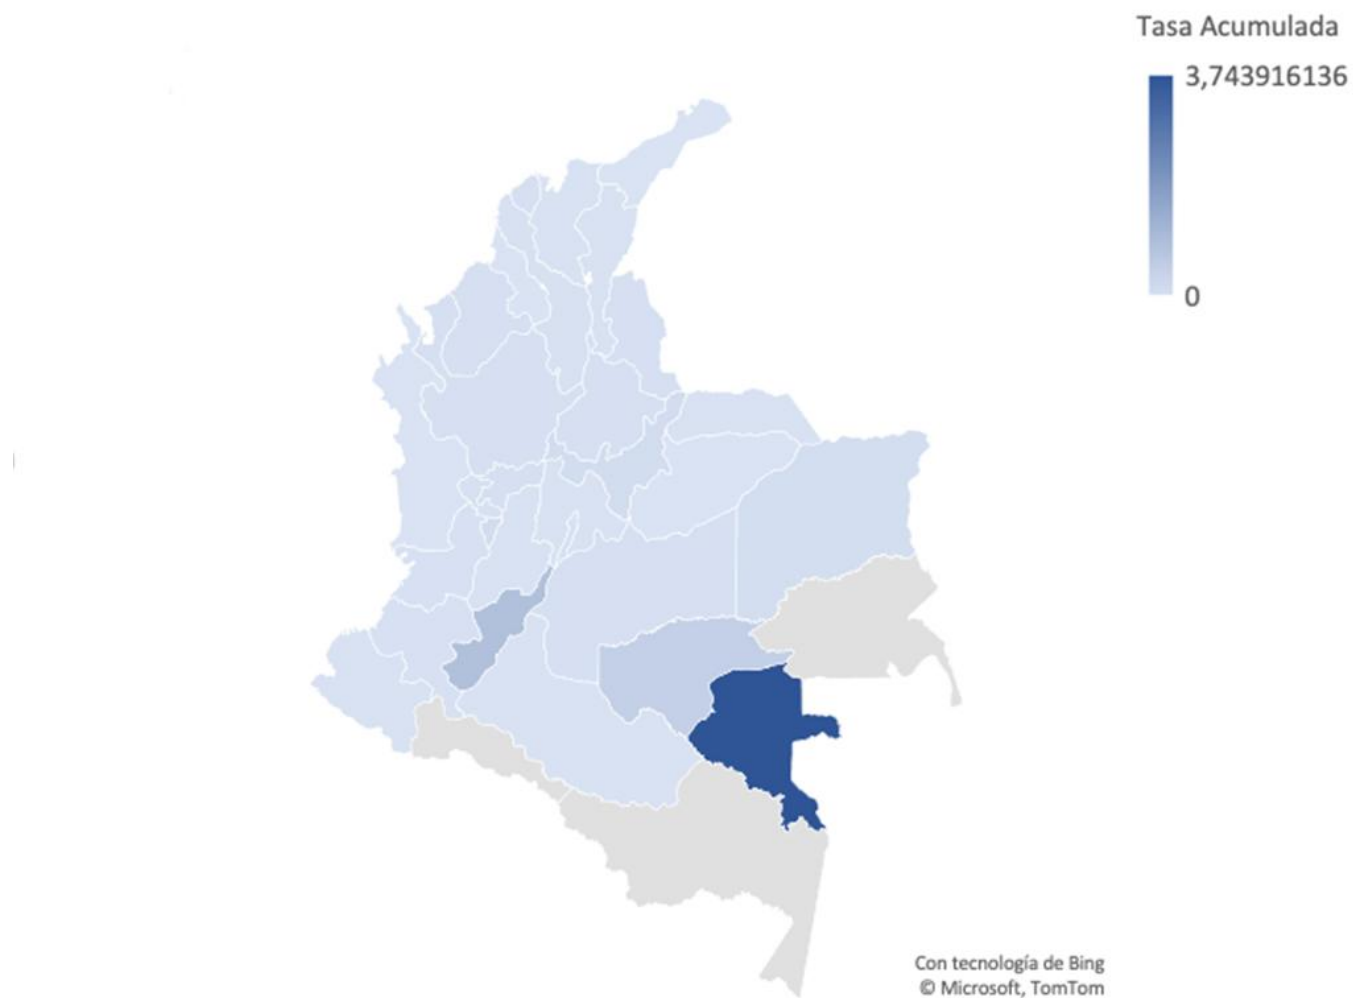 Tasa Acumulada
3,743916136
0
Con tecnología de Bing
© Microsoft, TomTom